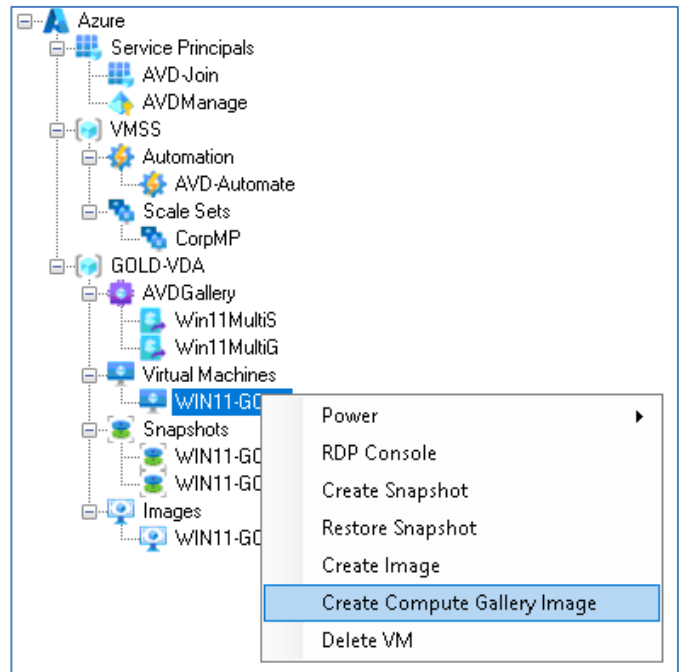 Azure
Service Principals
AVD-Join
AVDManage
VMSS
Automation
AVD-Automate
Scale Sets
CorpMP
GOLD-VDA
AVDGallery
Win11MultiS
Win11MultiG
Virtual Machines
WIN11-GO
Snapshots
WIN11-GO
WIN11-GO
Images
WIN11-GO
Power
RDP Console
Create Snapshot
Restore Snapshot
Create Image
Create Compute Gallery Image
Delete VM